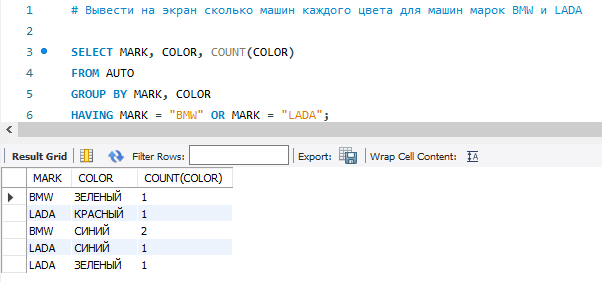 1 # Вывести на экран сколько машин каждого цвета для машин марок BMW и LADA
2
3 SELECT MARK, COLOR, COUNT(COLOR)
4 FROM AUTO
5 GROUP BY MARK, COLOR
6 HAVING MARK = "BMW" OR MARK = "LADA";
Result Grid Filter Rows: Export: Wrap Cell Content: IA
MARK COLOR COUNT(COLOR)
BMW ЗЕЛЕНЫЙ 1
LADA КРАСНЫЙ 1
BMW СИНИЙ 2
LADA СИНИЙ 1
LADA ЗЕЛЕНЫЙ 1